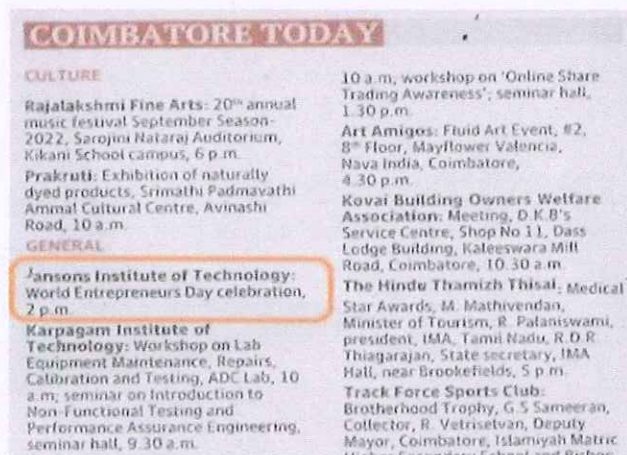 COIMBATORE TODAY
CULTURE
Rajalakshmi Fine Arts: 20th annual
music festival September Season-
2022, Sarojini Nataraj Auditorium,
Kikani School campus, 6 p.m.
Prakruti: Exhibition of naturally
dyed products, Srimathi Padmavathi
Ammal Cultural Centre, Avinashi
Road, 10 a.m.
GENERAL
Jansons Institute of Technology:
World Entrepreneurs Day celebration,
2 p.m.
Karpagam Institute of
Technology: Workshop on Lab
Equipment Maintenance, Repairs,
Calibration and Testing, ADC Lab, 10
a.m; seminar on Introduction to
Non-Functional Testing and
Performance Assurance Engineering,
seminar hall, 9.30 a.m.
10 a.m; workshop on 'Online Share
Trading Awareness'; seminar hall,
1.30 p.m.
Art Amigos: Fluid Art Event, #2,
8th Floor, Mayflower Valencia,
Nava India, Coimbatore,
4.30 p.m.
Kovai Building Owners Welfare
Association: Meeting, D.K.B's
Service Centre, Shop No 11, Dass
Lodge Building, Kaleeswara Mill
Road, Coimbatore, 10.30 a.m.
The Hindu Thamizh Thisai: Medical
Star Awards, M. Mathivendan,
Minister of Tourism, R. Palaniswami,
president, IMA, Tamil Nadu, R.D.R.
Thiagarajan, State secretary, IMA
Hall, near Brookefields, 5 p.m.
Track Force Sports Club:
Brotherhood Trophy, G.S Sameeran,
Collector, R. Vetriselvan, Deputy
Mayor, Coimbatore, Islamiyah Matric
Higher Secondary School and Bishop